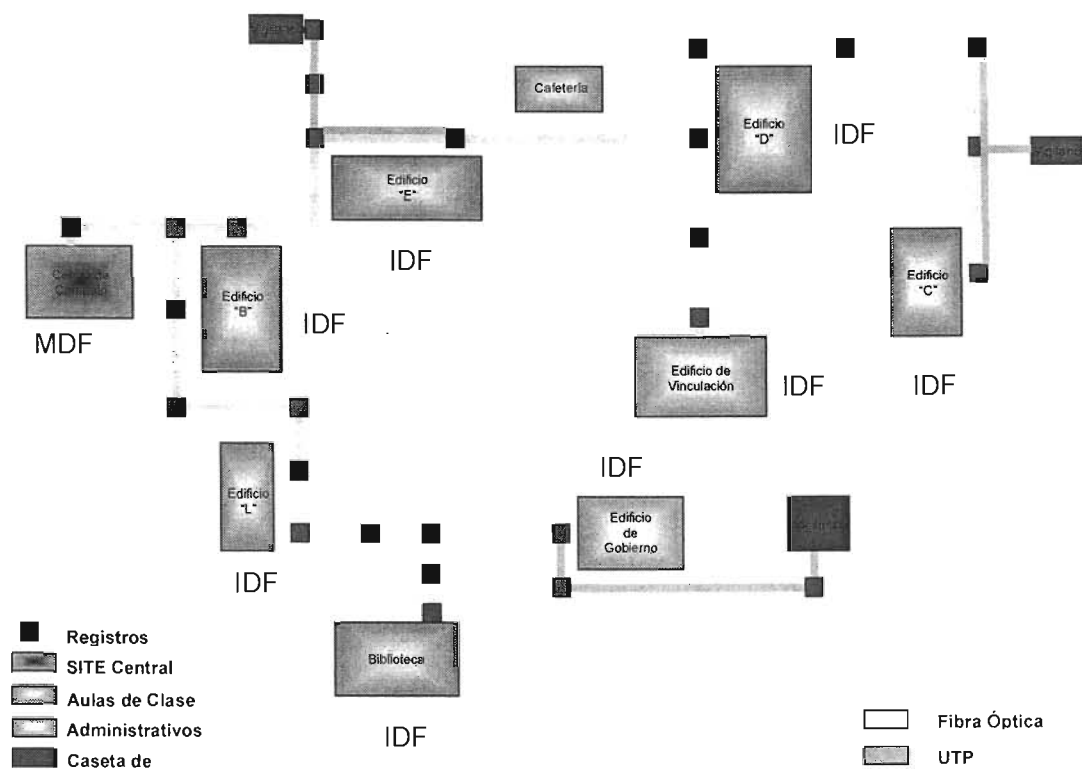 Cafetería
Edificio
"D"
IDF
Edificio
"E"
IDF
Edificio
"B"
IDF
MDF
Edificio
"C"
IDF
Edificio de
Vinculación
IDF
Edificio
"L"
IDF
IDF
Edificio
de
Gobierno
Biblioteca
IDF
Registros
SITE Central
Aulas de Clase
Administrativos
Caseta de
Fibra Óptica
UTP